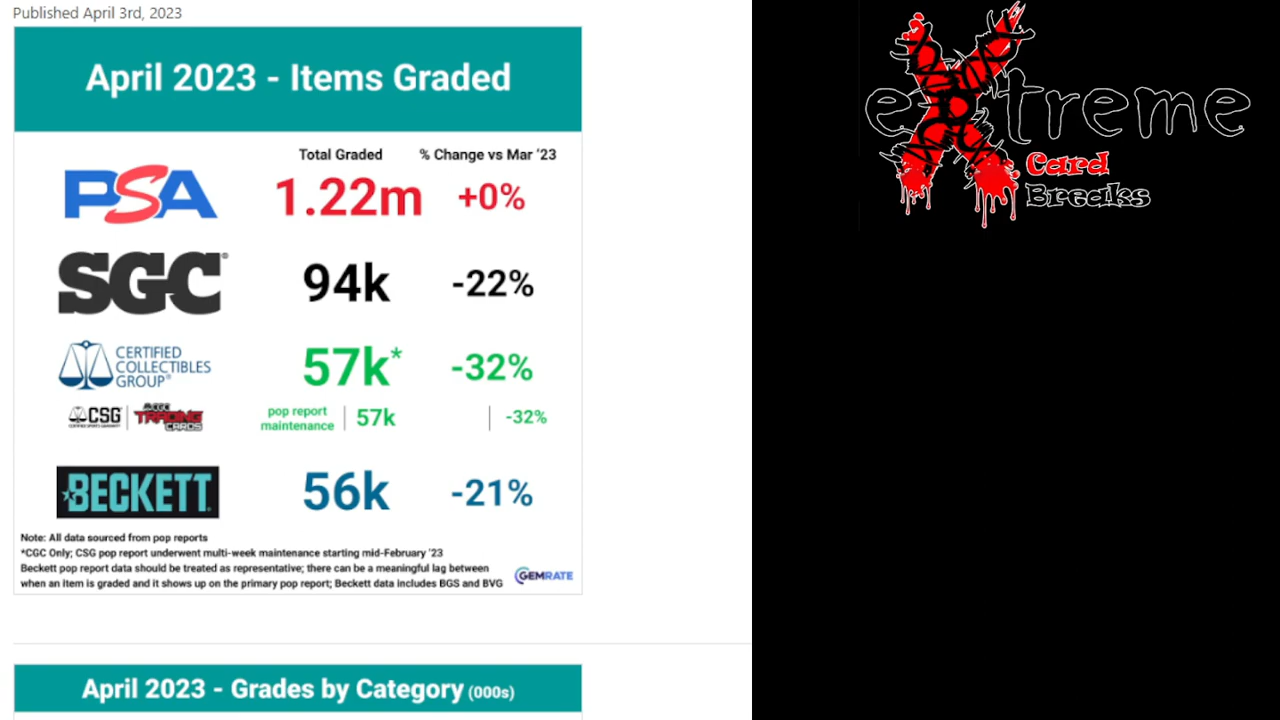 Published April 3rd, 2023
April 2023 - Items Graded
Total Graded % Change vs Mar '23
PSA 1.22m +0%
SGC® 94k -22%
CERTIFIED
COLLECTIBLES
GROUP® 57k* -32%
CSG CGC TRADING CARDS pop report maintenance 57k -32%
BECKETT 56k -21%
Note: All data sourced from pop reports
*CGC Only; CSG pop report underwent multi-week maintenance starting mid-February '23
Beckett pop report data should be treated as representative; there can be a meaningful lag between
when an item is graded and it shows up on the primary pop report; Beckett data includes BGS and BVG
GEMRATE
April 2023 - Grades by Category (000s)
eXtreme
Card
Breaks